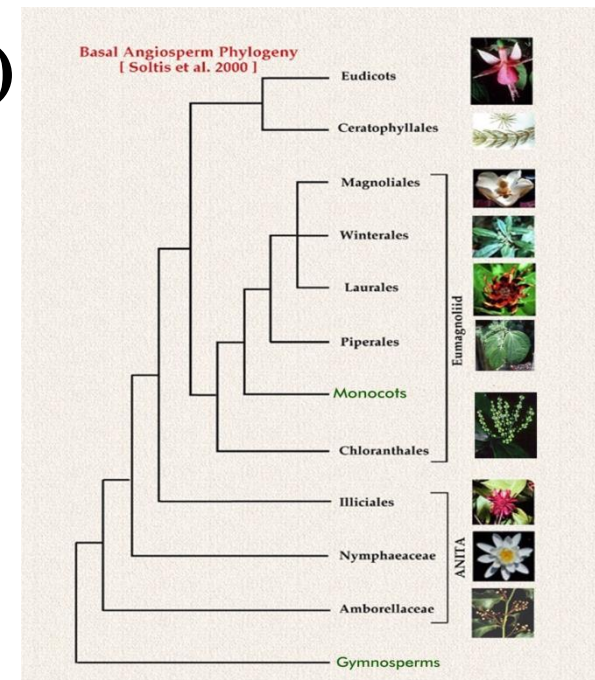 )
Basal Angiosperm Phylogeny
[ Soltis et al. 2000 ]
Eudicots
Ceratophyllales
Magnoliales
Winterales
Laurales
Piperales
Monocots
Chloranthales
Eumagnoliid
Illiciales
Nymphaeaceae
Amborellaceae
ANITA
Gymnosperms